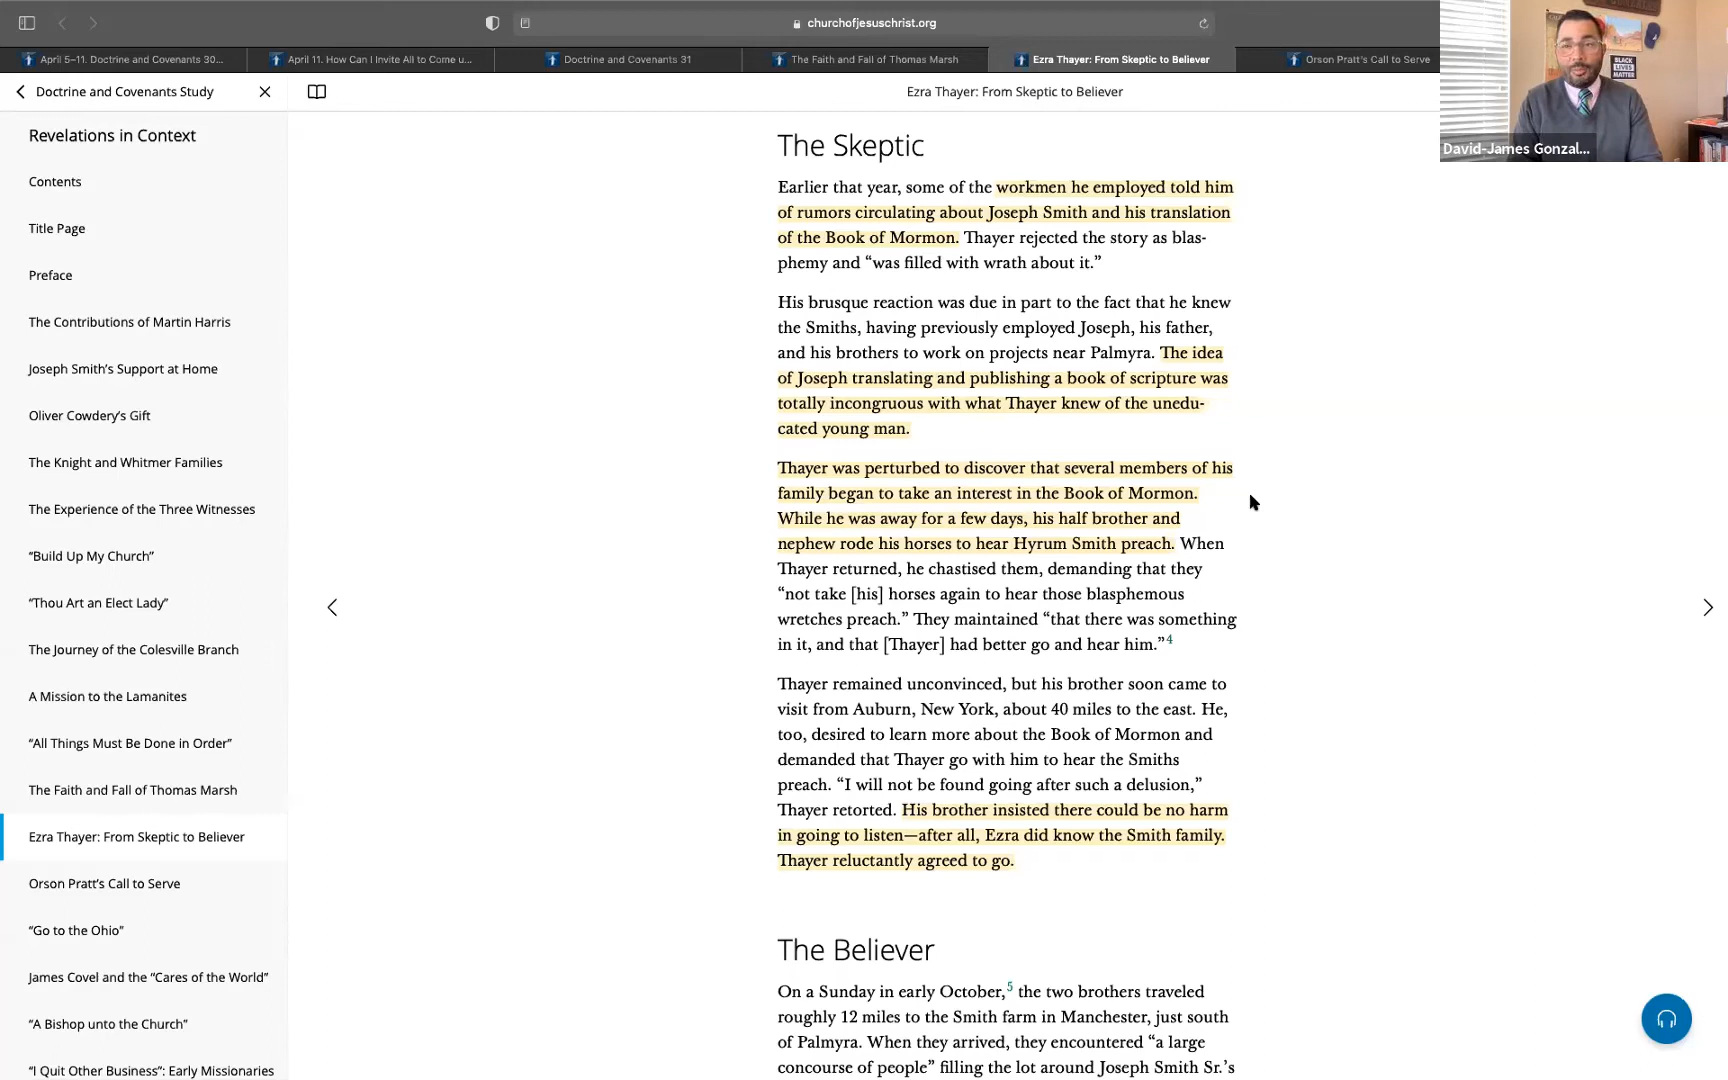 churchofjesuschrist.org
April 5–11. Doctrine and Covenants 30...
April 11. How Can I Invite All to Come u...
Doctrine and Covenants 31
The Faith and Fall of Thomas Marsh
Ezra Thayer: From Skeptic to Believer
Orson Pratt's Call to Serve
Doctrine and Covenants Study
Ezra Thayer: From Skeptic to Believer
BLACK
LIVES
MATTER
David-James Gonzal...
Revelations in Context
Contents
Title Page
Preface
The Contributions of Martin Harris
Joseph Smith’s Support at Home
Oliver Cowdery’s Gift
The Knight and Whitmer Families
The Experience of the Three Witnesses
“Build Up My Church”
“Thou Art an Elect Lady”
The Journey of the Colesville Branch
A Mission to the Lamanites
“All Things Must Be Done in Order”
The Faith and Fall of Thomas Marsh
Ezra Thayer: From Skeptic to Believer
Orson Pratt’s Call to Serve
“Go to the Ohio”
James Covel and the “Cares of the World”
“A Bishop unto the Church”
“I Quit Other Business”: Early Missionaries
The Skeptic
Earlier that year, some of the workmen he employed told him
of rumors circulating about Joseph Smith and his translation
of the Book of Mormon. Thayer rejected the story as blas-
phemy and “was filled with wrath about it.”
His brusque reaction was due in part to the fact that he knew
the Smiths, having previously employed Joseph, his father,
and his brothers to work on projects near Palmyra. The idea
of Joseph translating and publishing a book of scripture was
totally incongruous with what Thayer knew of the unedu-
cated young man.
Thayer was perturbed to discover that several members of his
family began to take an interest in the Book of Mormon.
While he was away for a few days, his half brother and
nephew rode his horses to hear Hyrum Smith preach. When
Thayer returned, he chastised them, demanding that they
“not take [his] horses again to hear those blasphemous
wretches preach.” They maintained “that there was something
in it, and that [Thayer] had better go and hear him.”4
Thayer remained unconvinced, but his brother soon came to
visit from Auburn, New York, about 40 miles to the east. He,
too, desired to learn more about the Book of Mormon and
demanded that Thayer go with him to hear the Smiths
preach. “I will not be found going after such a delusion,”
Thayer retorted. His brother insisted there could be no harm
in going to listen—after all, Ezra did know the Smith family.
Thayer reluctantly agreed to go.
The Believer
On a Sunday in early October,5 the two brothers traveled
roughly 12 miles to the Smith farm in Manchester, just south
of Palmyra. When they arrived, they encountered “a large
concourse of people” filling the lot around Joseph Smith Sr.’s